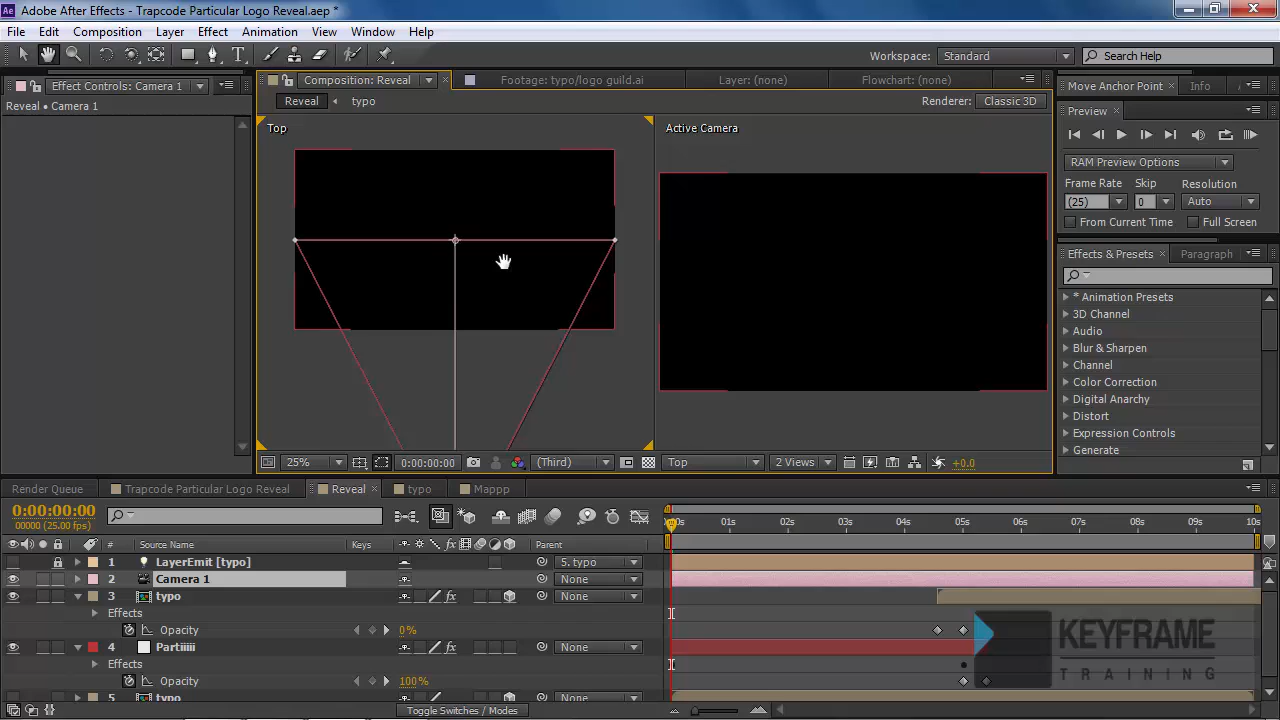 Adobe After Effects - Trapcode Particular Logo Reveal.aep *
File Edit Composition Layer Effect Animation View Window Help
Workspace: Standard Search Help
Effect Controls: Camera 1
Composition: Reveal Footage: typo/logo guild.ai Layer: (none) Flowchart: (none)
Move Anchor Point Info
Reveal • Camera 1
Reveal typo Renderer: Classic 3D
Preview
Top Active Camera
RAM Preview Options
Frame Rate Skip Resolution
(25) 0 Auto
From Current Time Full Screen
Effects & Presets Paragraph
* Animation Presets
3D Channel
Audio
Blur & Sharpen
Channel
Color Correction
Digital Anarchy
Distort
Expression Controls
Generate
25% 0:00:00:00 (Third) Top 2 Views +0.0
Render Queue Trapcode Particular Logo Reveal Reveal typo Mappp
0:00:00:00
00000 (25.00 fps)
01s 02s 03s 04s 05s 06s 07s 08s 09s 10s
# Source Name Keys Parent
1 LayerEmit [typo] 5. typo
2 Camera 1 None
3 typo fx None
Effects
Opacity 0%
4 Partiiiii fx None
Effects
Opacity 100%
5 typo None
KEYFRAME
TRAINING
Toggle Switches / Modes